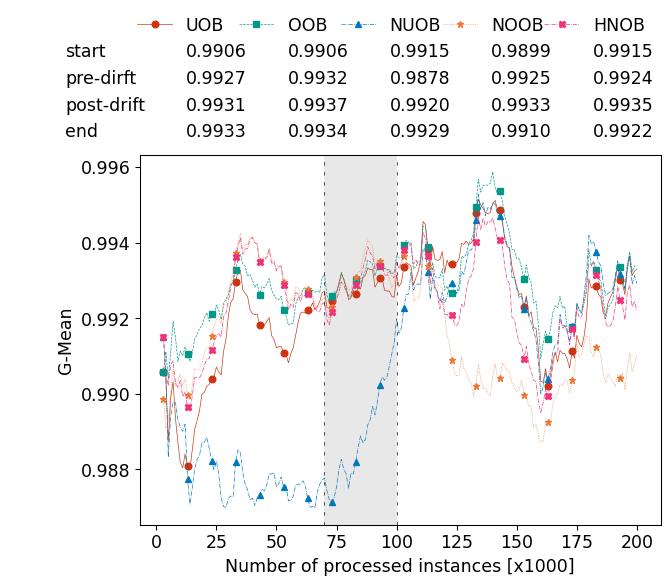 UOB OOB NUOB NOOB HNOB
start 0.9906 0.9906 0.9915 0.9899 0.9915
pre-dirft 0.9927 0.9932 0.9878 0.9925 0.9924
post-drift 0.9931 0.9937 0.9920 0.9933 0.9935
end 0.9933 0.9934 0.9929 0.9910 0.9922
0.996
0.994
0.992
0.990
0.988
G-Mean
0 25 50 75 100 125 150 175 200
Number of processed instances [x1000]